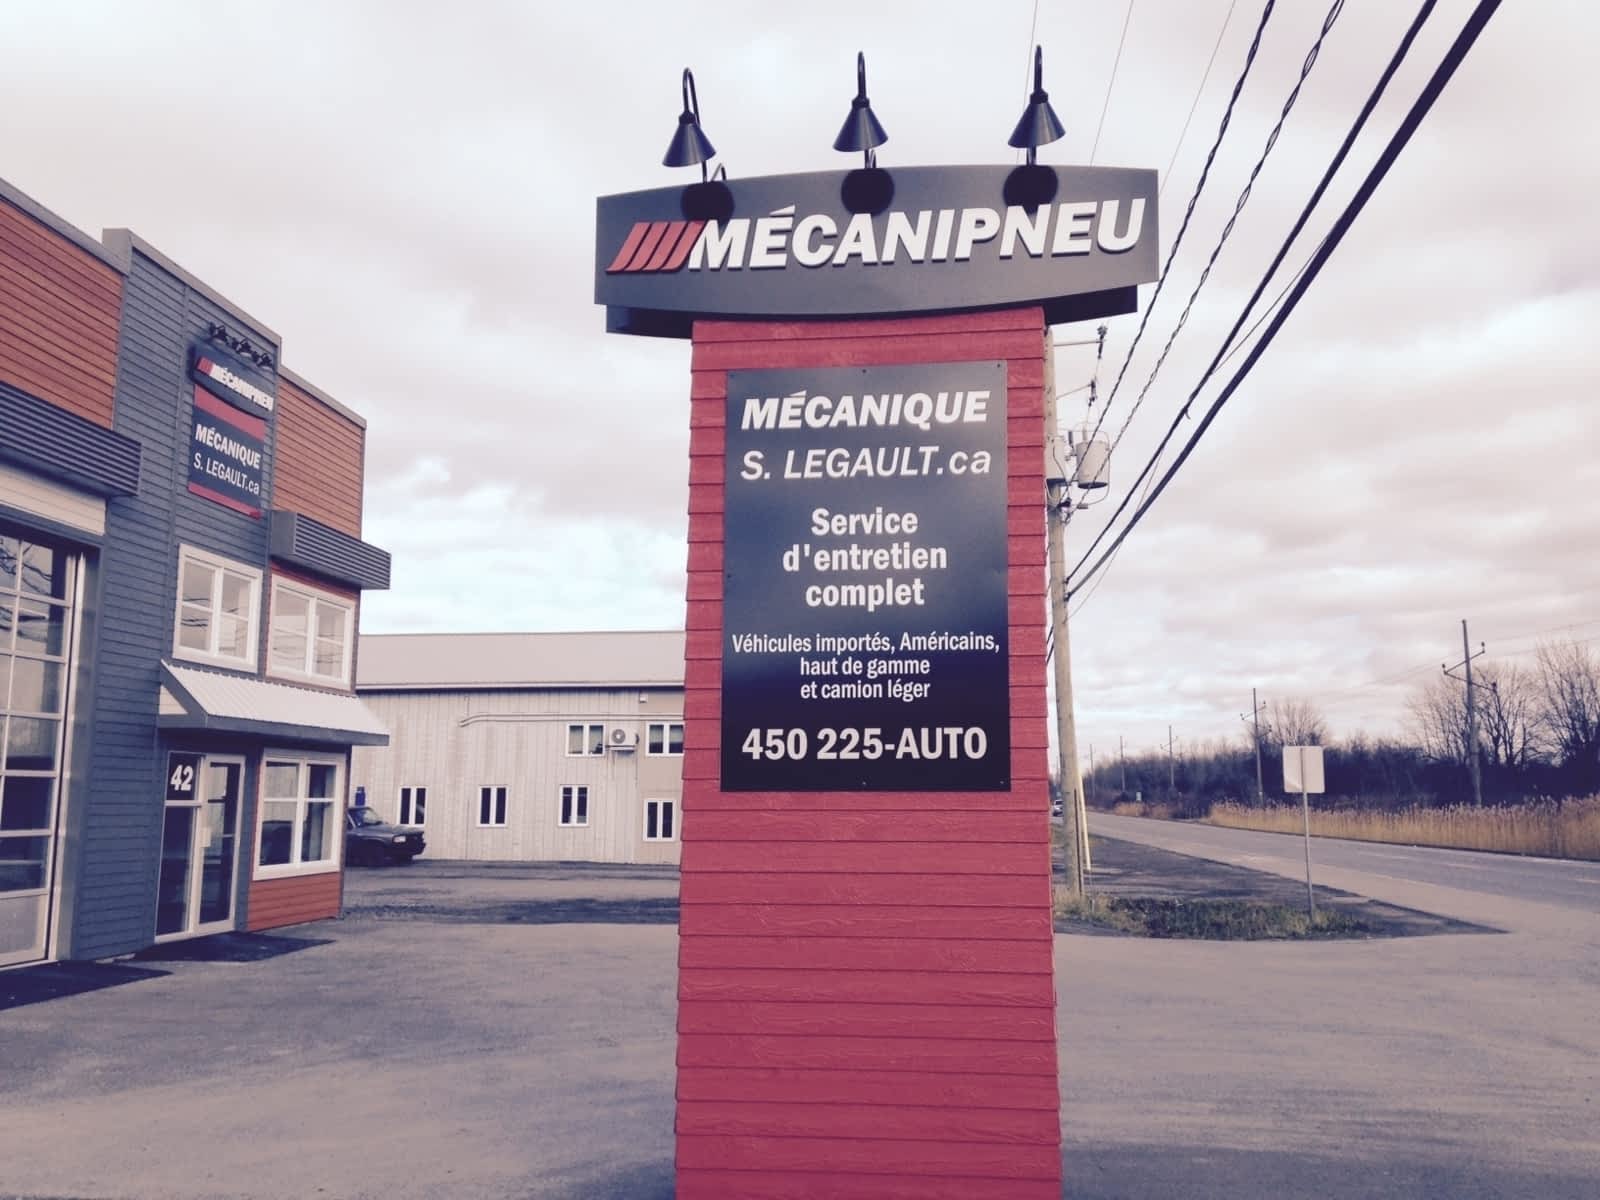 MÉCANIPNEU
MÉCANIQUE
S. LEGAULT.ca
Service
d'entretien
complet
Véhicules importés, Américains,
haut de gamme
et camion léger
450 225-AUTO
MÉCANIPNEU
MÉCANIQUE
S. LEGAULT.ca
42